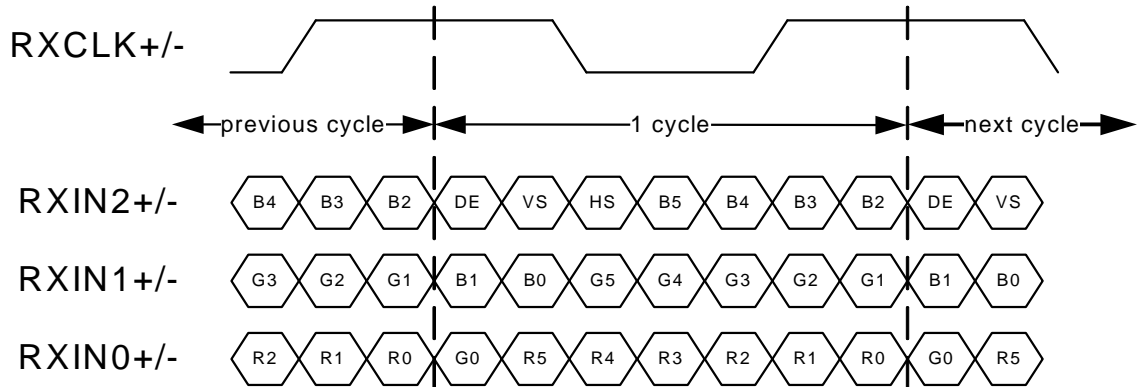 RXCLK+/-
previous cycle 1 cycle next cycle
RXIN2+/- B4 B3 B2 DE VS HS B5 B4 B3 B2 DE VS
RXIN1+/- G3 G2 G1 B1 B0 G5 G4 G3 G2 G1 B1 B0
RXIN0+/- R2 R1 R0 G0 R5 R4 R3 R2 R1 R0 G0 R5